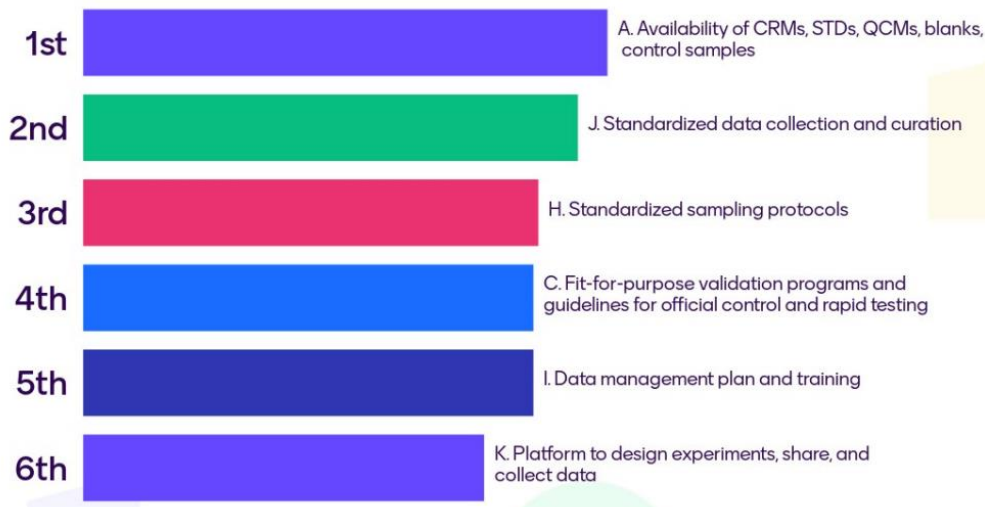 1st
A. Availability of CRMs, STDs, QCMs, blanks,
control samples
2nd
J. Standardized data collection and curation
3rd
H. Standardized sampling protocols
4th
C. Fit-for-purpose validation programs and
guidelines for official control and rapid testing
5th
I. Data management plan and training
6th
K. Platform to design experiments, share, and
collect data